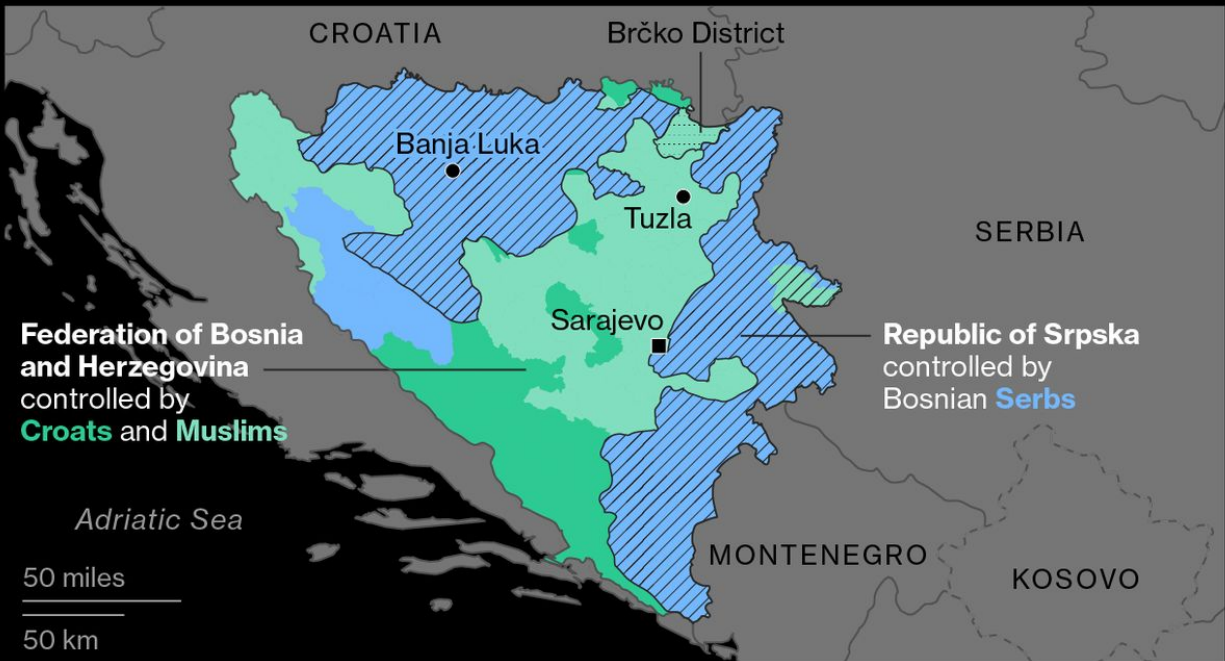 CROATIA
Brčko District
Banja Luka
Tuzla
SERBIA
Sarajevo
Federation of Bosnia
and Herzegovina
controlled by
Croats and Muslims
Republic of Srpska
controlled by
Bosnian Serbs
Adriatic Sea
MONTENEGRO
KOSOVO
50 miles
50 km